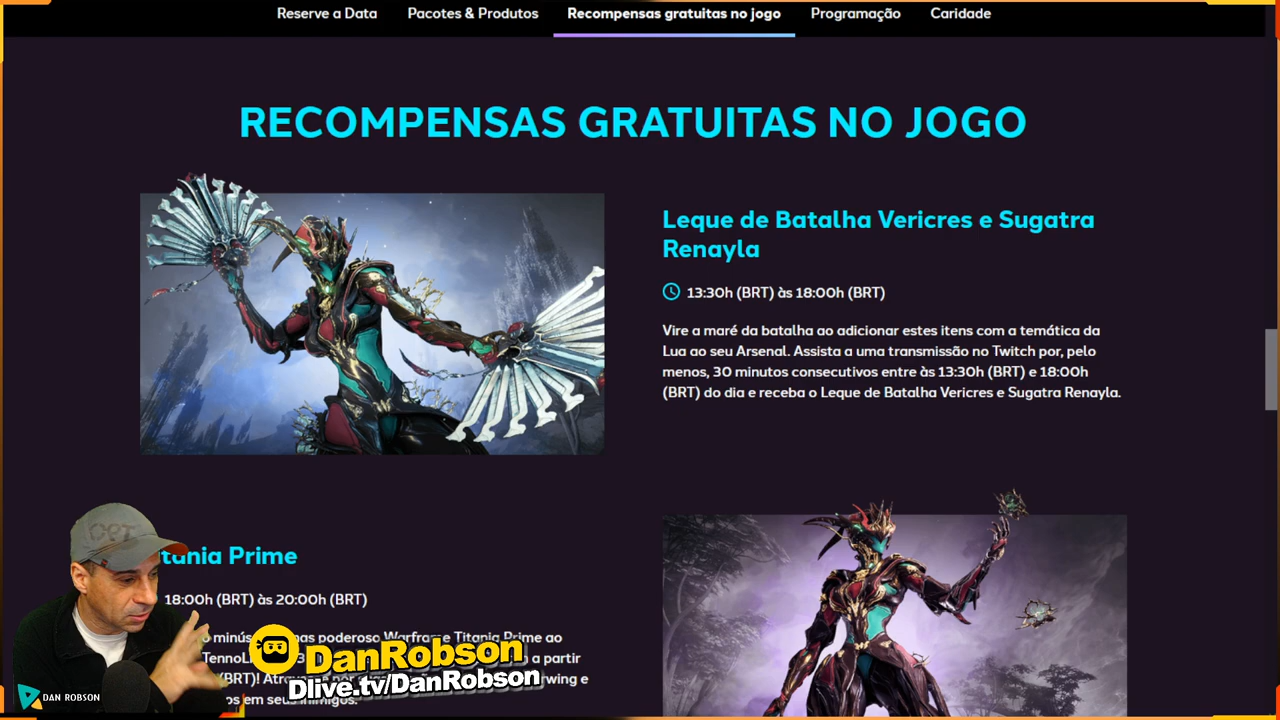 Reserve a Data Pacotes & Produtos Recompensas gratuitas no jogo Programação Caridade
RECOMPENSAS GRATUITAS NO JOGO
Leque de Batalha Vericres e Sugatra
Renayla
13:30h (BRT) às 18:00h (BRT)
Vire a maré da batalha ao adicionar estes itens com a temática da
Lua ao seu Arsenal. Assista a uma transmissão no Twitch por, pelo
menos, 30 minutos consecutivos entre às 13:30h (BRT) e 18:00h
(BRT) do dia e receba o Leque de Batalha Vericres e Sugatra Renayla.
Prime
18:00h (BRT) às 20:00h (BRT)
poderoso Warframe Titania Prime ao
a partir
(BRT)!
e
em seus inimigos.
DanRobson
Dlive.tv/DanRobson
DAN ROBSON